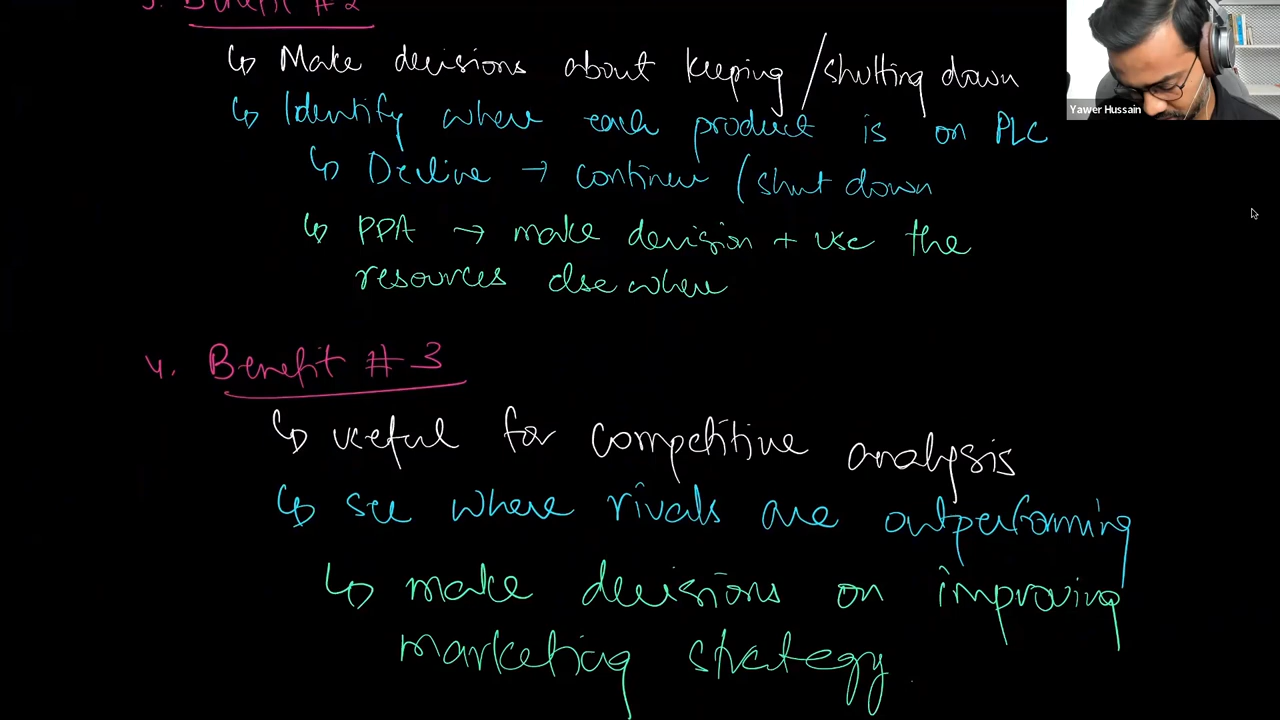 3. Benefit #2
↳ Make decisions about keeping/shutting down
↳ Identify where each product is on PLC
↳ Decline → continue / shut down
↳ PPA → make decision + use the
resources elsewhere
4. Benefit #3
↳ useful for competitive analysis
↳ see where rivals are outperforming
↳ make decisions on improving
marketing strategy
Yawer Hussain